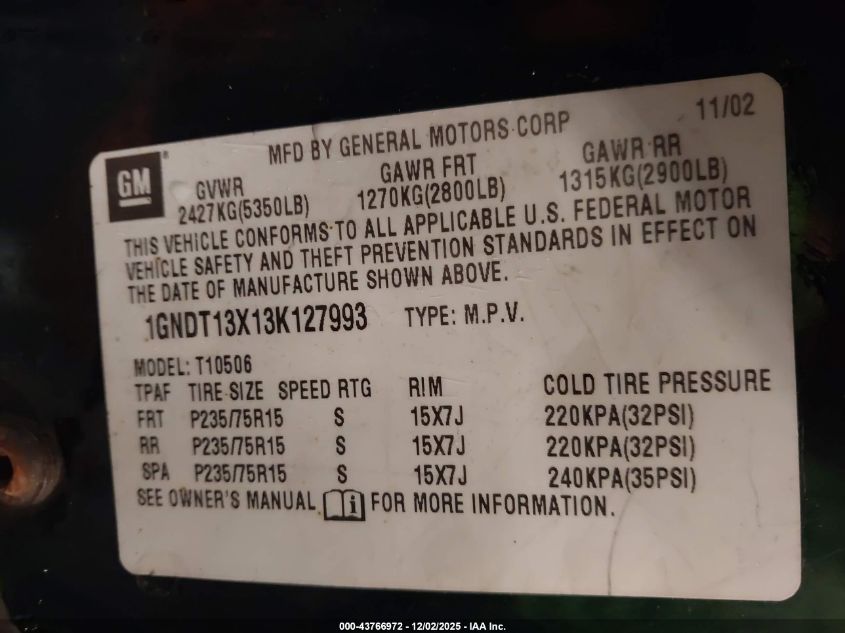 11/02
MFD BY GENERAL MOTORS CORP
GM®
GVWR GAWR FRT GAWR RR
2427KG(5350LB) 1270KG(2800LB) 1315KG(2900LB)
THIS VEHICLE CONFORMS TO ALL APPLICABLE U.S. FEDERAL MOTOR
VEHICLE SAFETY AND THEFT PREVENTION STANDARDS IN EFFECT ON
THE DATE OF MANUFACTURE SHOWN ABOVE.
1GNDT13X13K127993 TYPE: M.P.V.
MODEL: T10506
TPAF TIRE SIZE SPEED RTG RIM COLD TIRE PRESSURE
FRT P235/75R15 S 15X7J 220KPA(32PSI)
RR P235/75R15 S 15X7J 220KPA(32PSI)
SPA P235/75R15 S 15X7J 240KPA(35PSI)
SEE OWNER'S MANUAL i FOR MORE INFORMATION.
000-43766972 - 12/02/2025 - IAA Inc.